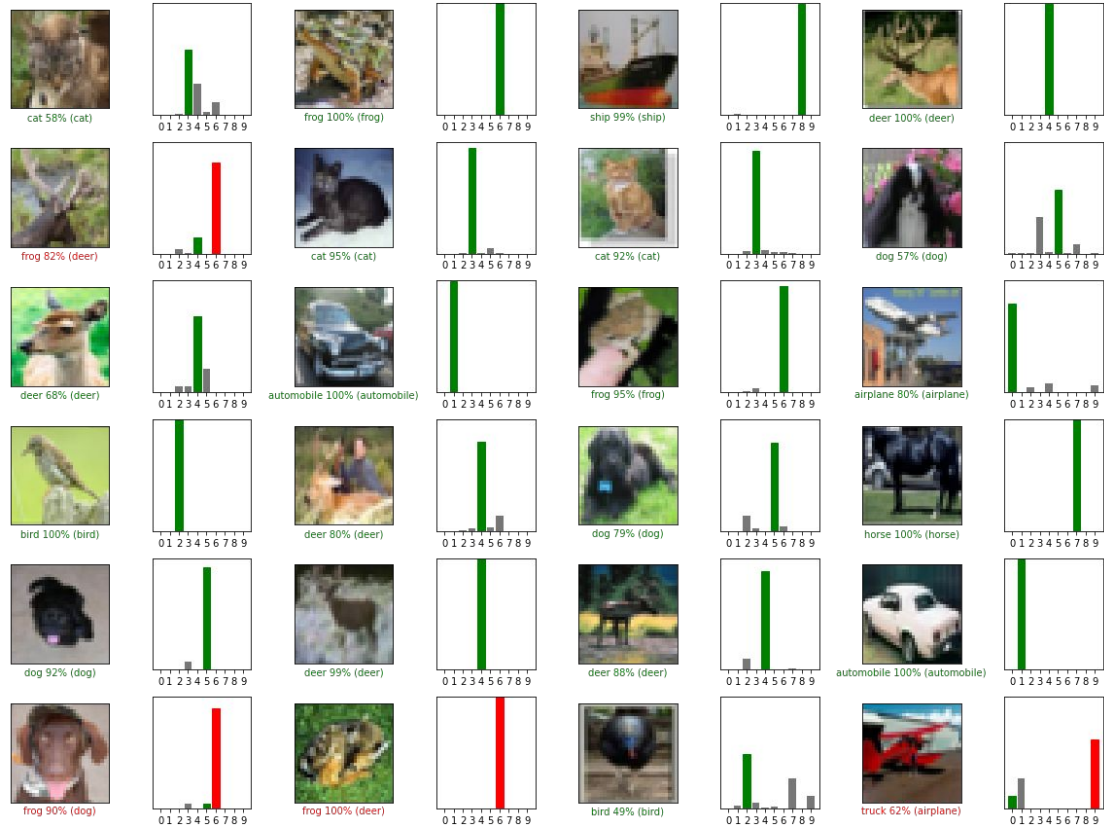 cat 58% (cat)
0 1 2 3 4 5 6 7 8 9
frog 100% (frog)
0 1 2 3 4 5 6 7 8 9
ship 99% (ship)
0 1 2 3 4 5 6 7 8 9
deer 100% (deer)
0 1 2 3 4 5 6 7 8 9
frog 82% (deer)
0 1 2 3 4 5 6 7 8 9
cat 95% (cat)
0 1 2 3 4 5 6 7 8 9
cat 92% (cat)
0 1 2 3 4 5 6 7 8 9
dog 57% (dog)
0 1 2 3 4 5 6 7 8 9
deer 68% (deer)
0 1 2 3 4 5 6 7 8 9
automobile 100% (automobile)
0 1 2 3 4 5 6 7 8 9
frog 95% (frog)
0 1 2 3 4 5 6 7 8 9
airplane 80% (airplane)
0 1 2 3 4 5 6 7 8 9
bird 100% (bird)
0 1 2 3 4 5 6 7 8 9
deer 80% (deer)
0 1 2 3 4 5 6 7 8 9
dog 79% (dog)
0 1 2 3 4 5 6 7 8 9
horse 100% (horse)
0 1 2 3 4 5 6 7 8 9
dog 92% (dog)
0 1 2 3 4 5 6 7 8 9
deer 99% (deer)
0 1 2 3 4 5 6 7 8 9
deer 88% (deer)
0 1 2 3 4 5 6 7 8 9
automobile 100% (automobile)
0 1 2 3 4 5 6 7 8 9
frog 90% (dog)
0 1 2 3 4 5 6 7 8 9
frog 100% (deer)
0 1 2 3 4 5 6 7 8 9
bird 49% (bird)
0 1 2 3 4 5 6 7 8 9
truck 62% (airplane)
0 1 2 3 4 5 6 7 8 9